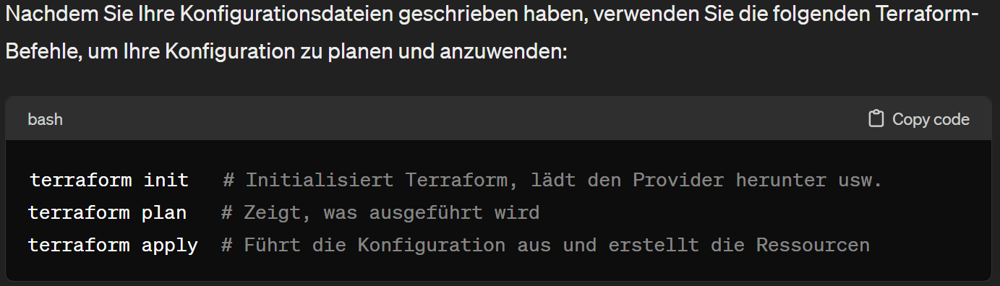 Nachdem Sie Ihre Konfigurationsdateien geschrieben haben, verwenden Sie die folgenden Terraform-
Befehle, um Ihre Konfiguration zu planen und anzuwenden:
bash Copy code
terraform init   # Initialisiert Terraform, lädt den Provider herunter usw.
terraform plan   # Zeigt, was ausgeführt wird
terraform apply  # Führt die Konfiguration aus und erstellt die Ressourcen